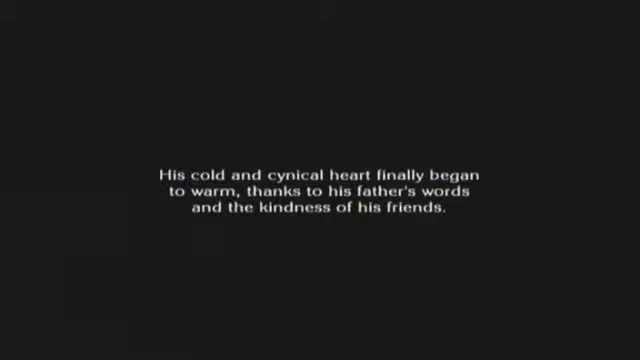 His cold and cynical heart finally began
to warm, thanks to his father's words
and the kindness of his friends.